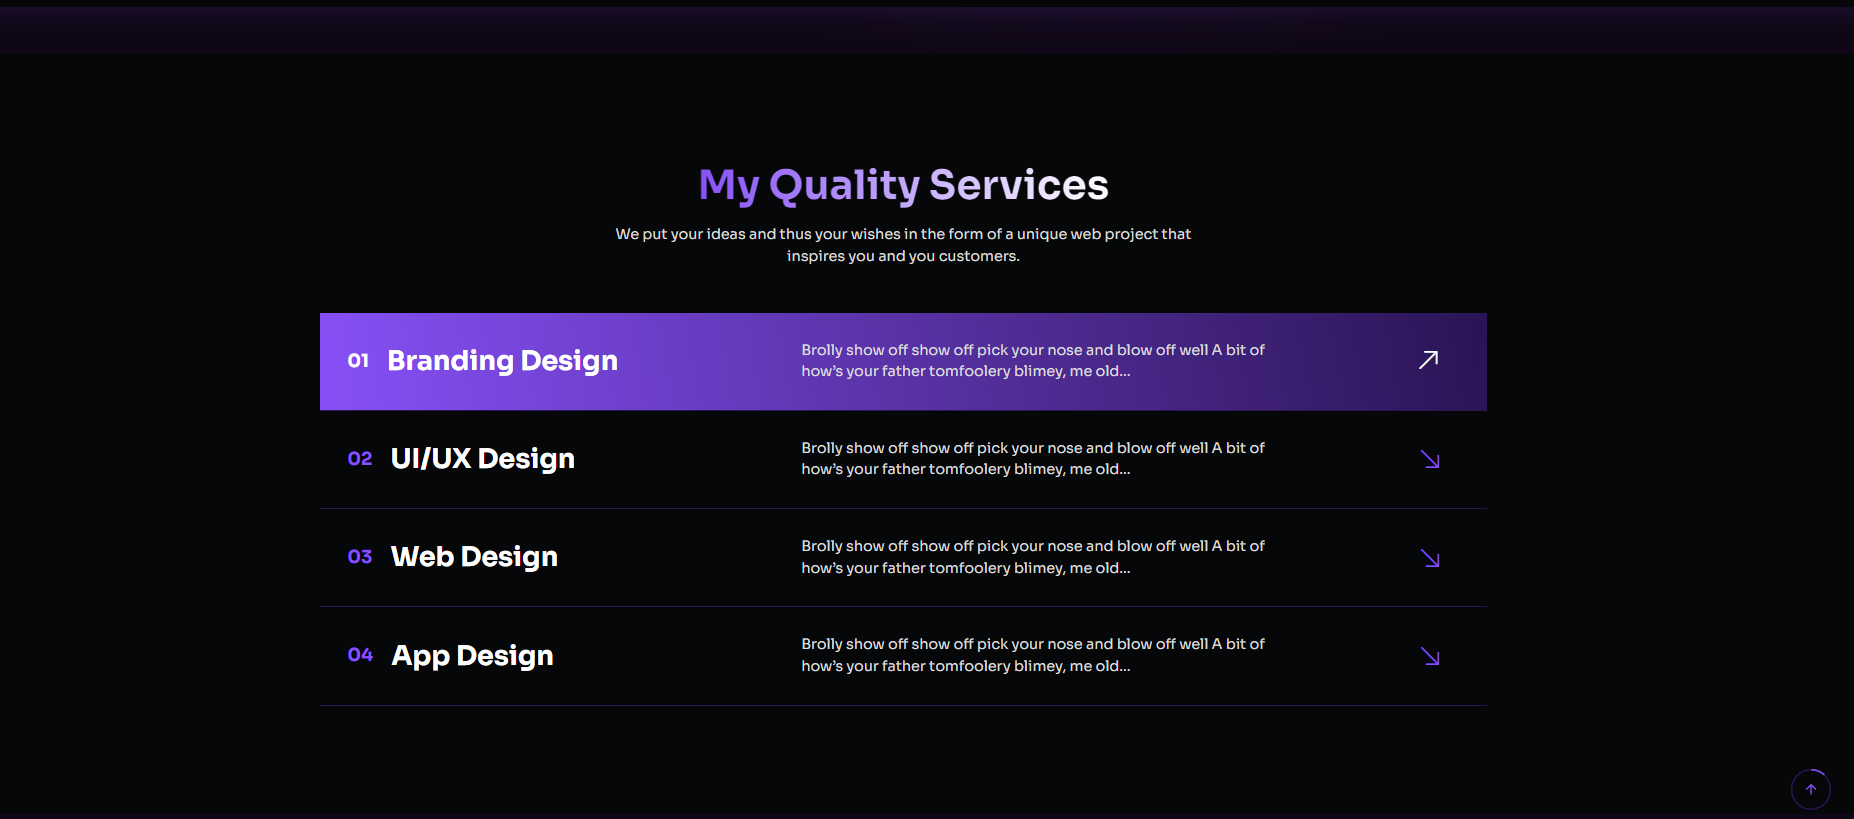 My Quality Services
We put your ideas and thus your wishes in the form of a unique web project that
inspires you and you customers.
01 Branding Design
Brolly show off show off pick your nose and blow off well A bit of
how’s your father tomfoolery blimey, me old...
02 UI/UX Design
Brolly show off show off pick your nose and blow off well A bit of
how’s your father tomfoolery blimey, me old...
03 Web Design
Brolly show off show off pick your nose and blow off well A bit of
how’s your father tomfoolery blimey, me old...
04 App Design
Brolly show off show off pick your nose and blow off well A bit of
how’s your father tomfoolery blimey, me old...